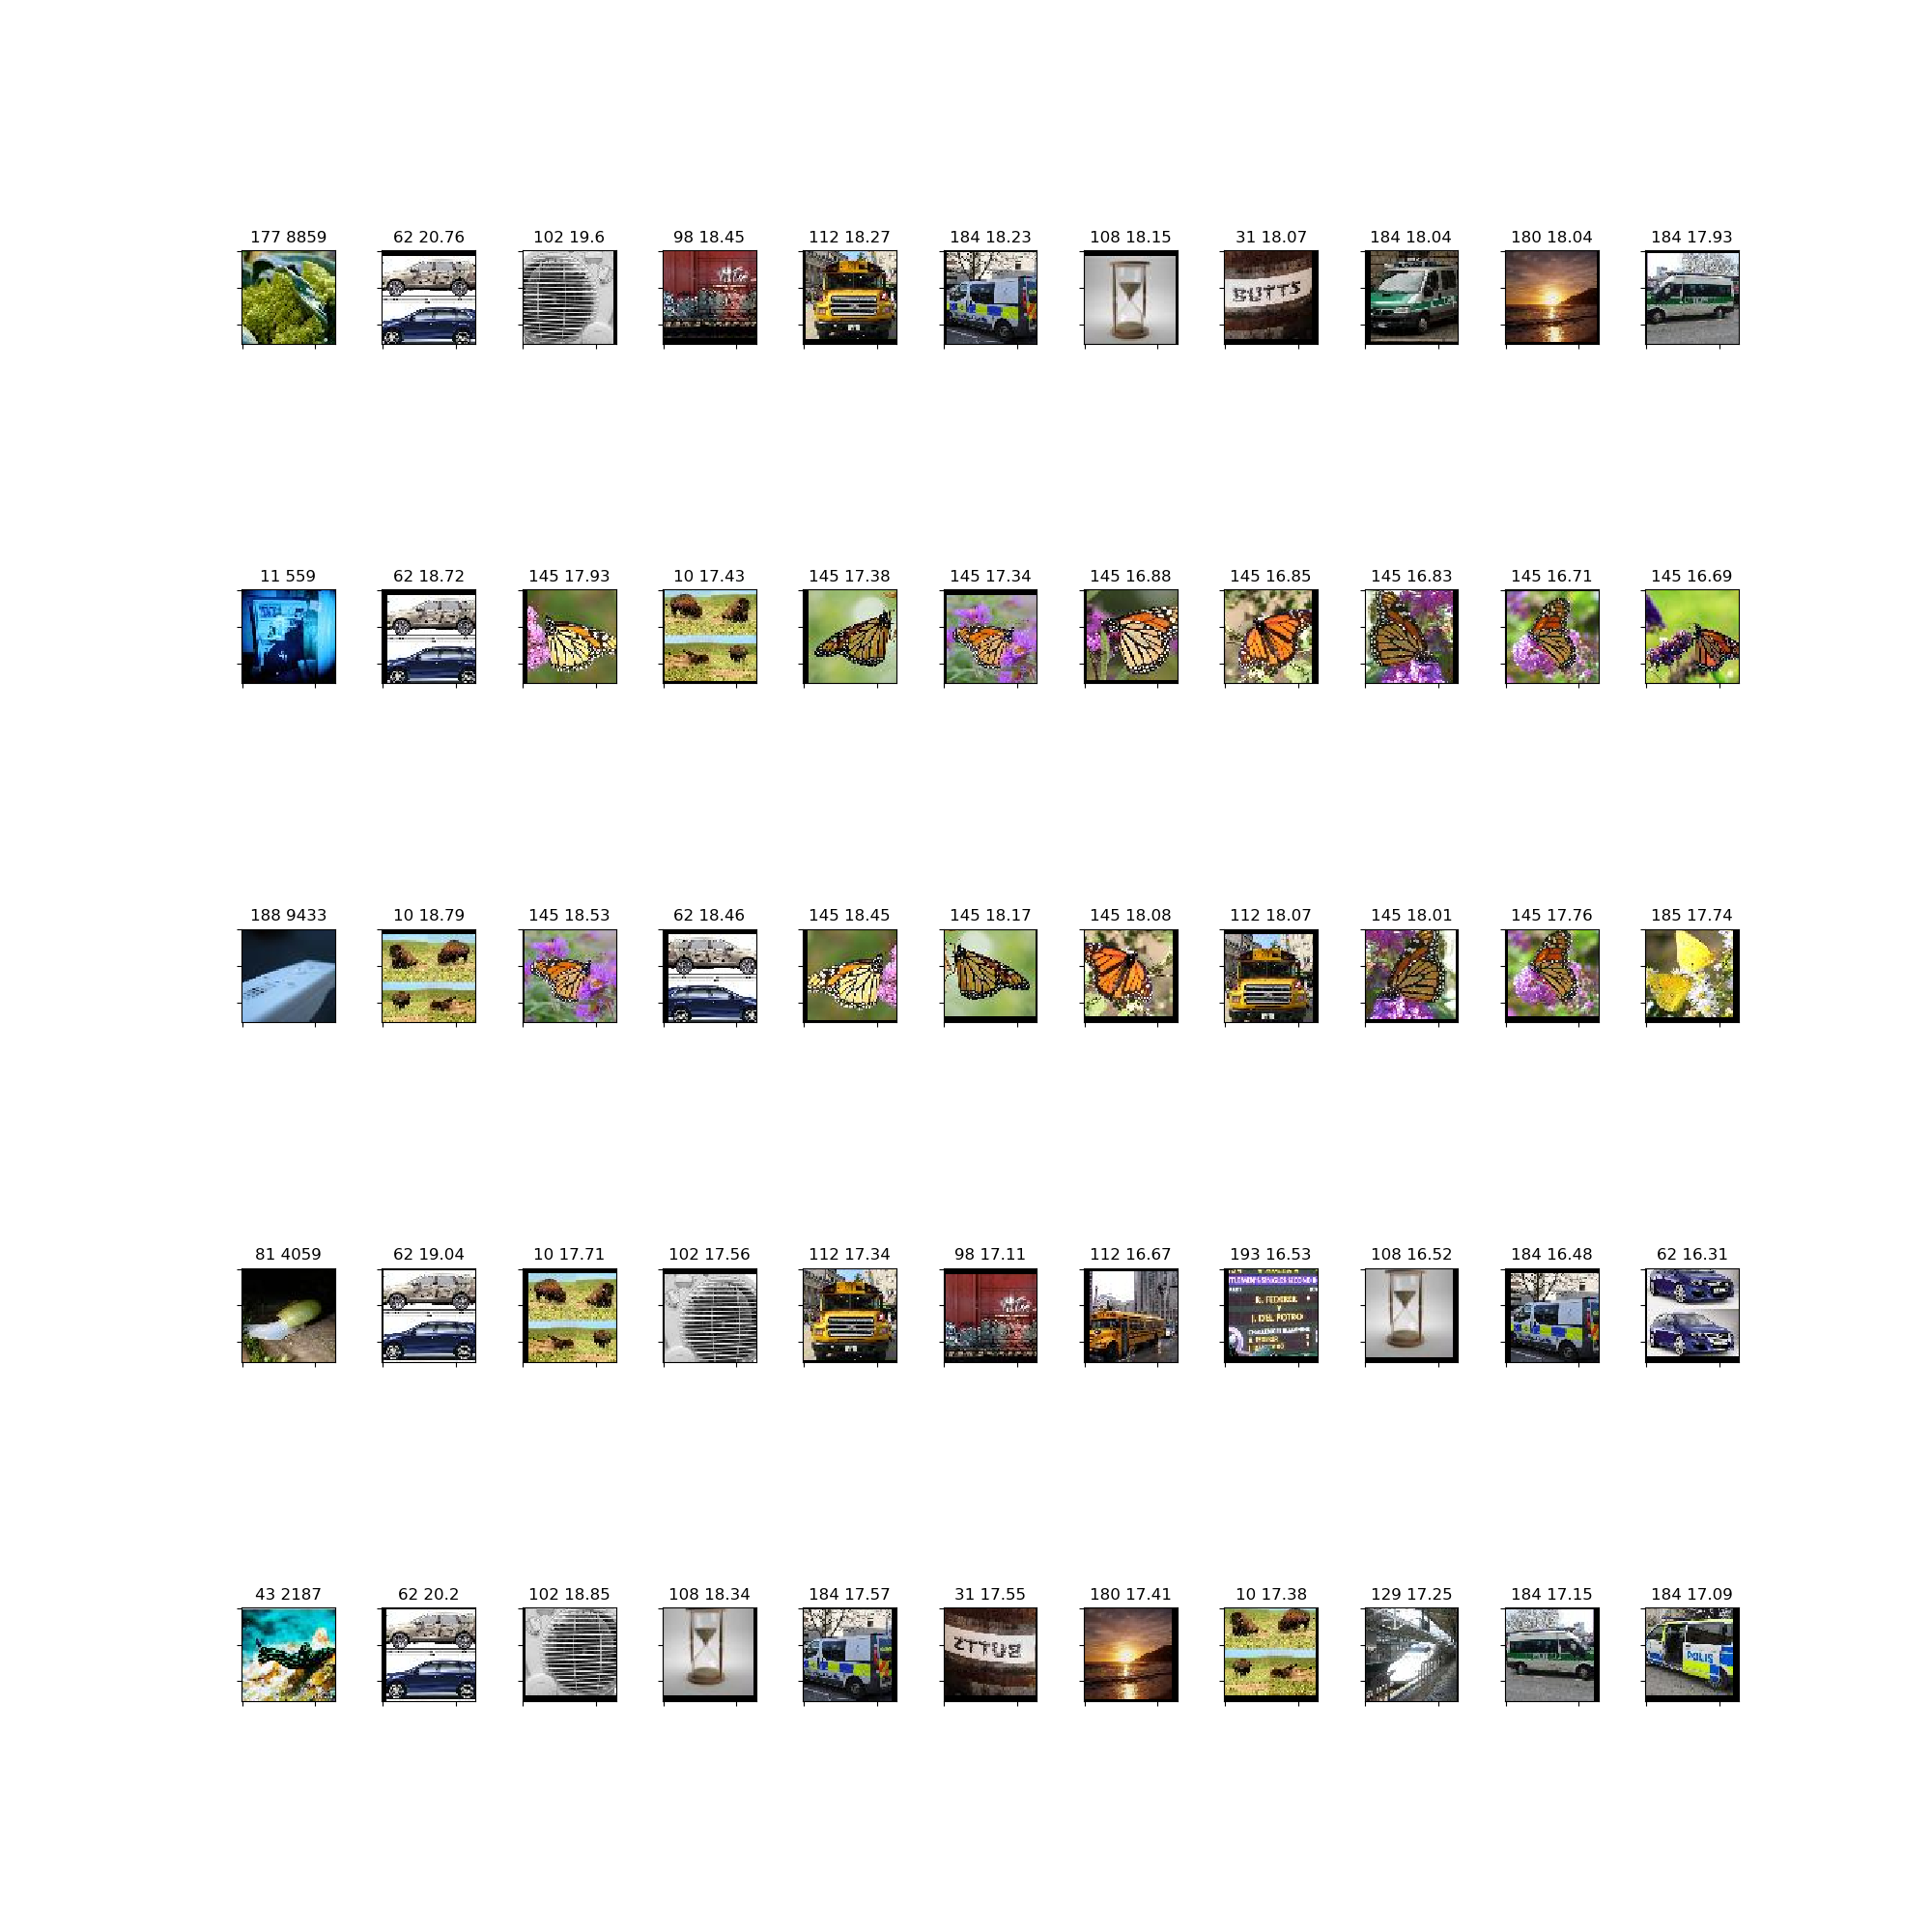 177 8859 62 20.76 102 19.6 98 18.45 112 18.27 184 18.23 108 18.15 31 18.07 184 18.04 180 18.04 184 17.93
BUTTS
11 559 62 18.72 145 17.93 10 17.43 145 17.38 145 17.34 145 16.88 145 16.85 145 16.83 145 16.71 145 16.69
188 9433 10 18.79 145 18.53 62 18.46 145 18.45 145 18.17 145 18.08 112 18.07 145 18.01 145 17.76 185 17.74
81 4059 62 19.04 10 17.71 102 17.56 112 17.34 98 17.11 112 16.67 193 16.53 108 16.52 184 16.48 62 16.31
R. FEDERER
V
J. DEL POTRO
43 2187 62 20.2 102 18.85 108 18.34 184 17.57 31 17.55 180 17.41 10 17.38 129 17.25 184 17.15 184 17.09
BUTTS
POLIS